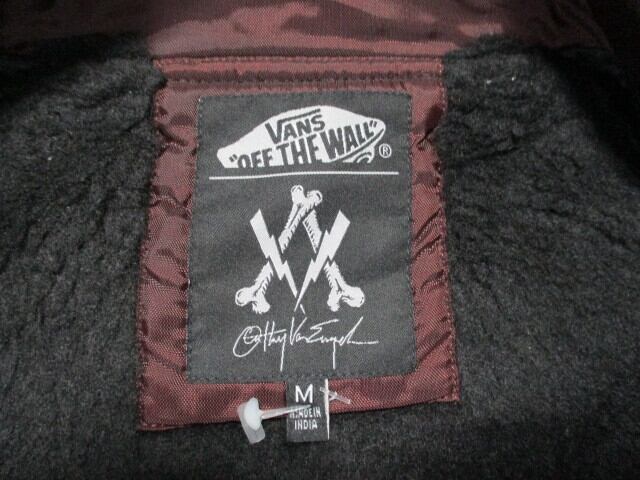 VANS
"OFF THE WALL"
®
M
MADE IN
INDIA